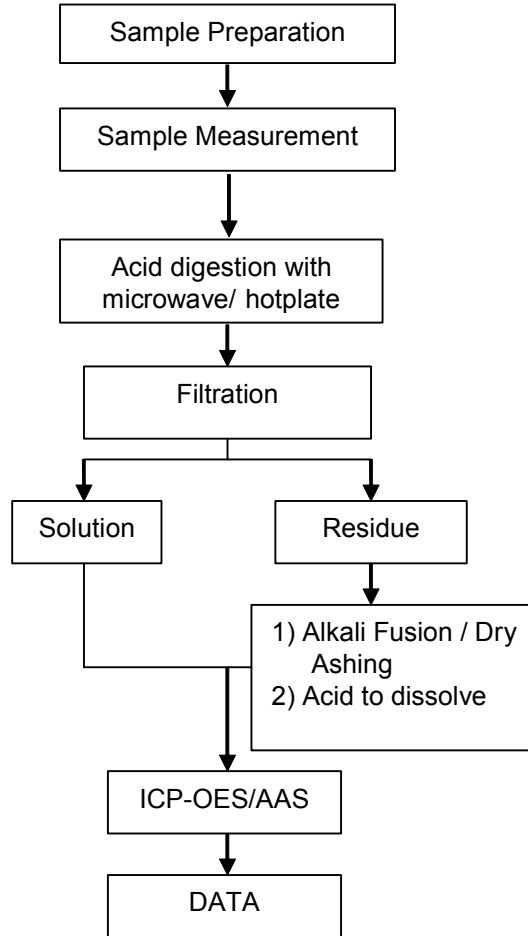 Sample Preparation
Sample Measurement
Acid digestion with
microwave/ hotplate
Filtration
Solution
Residue
1) Alkali Fusion / Dry
Ashing
2) Acid to dissolve
ICP-OES/AAS
DATA